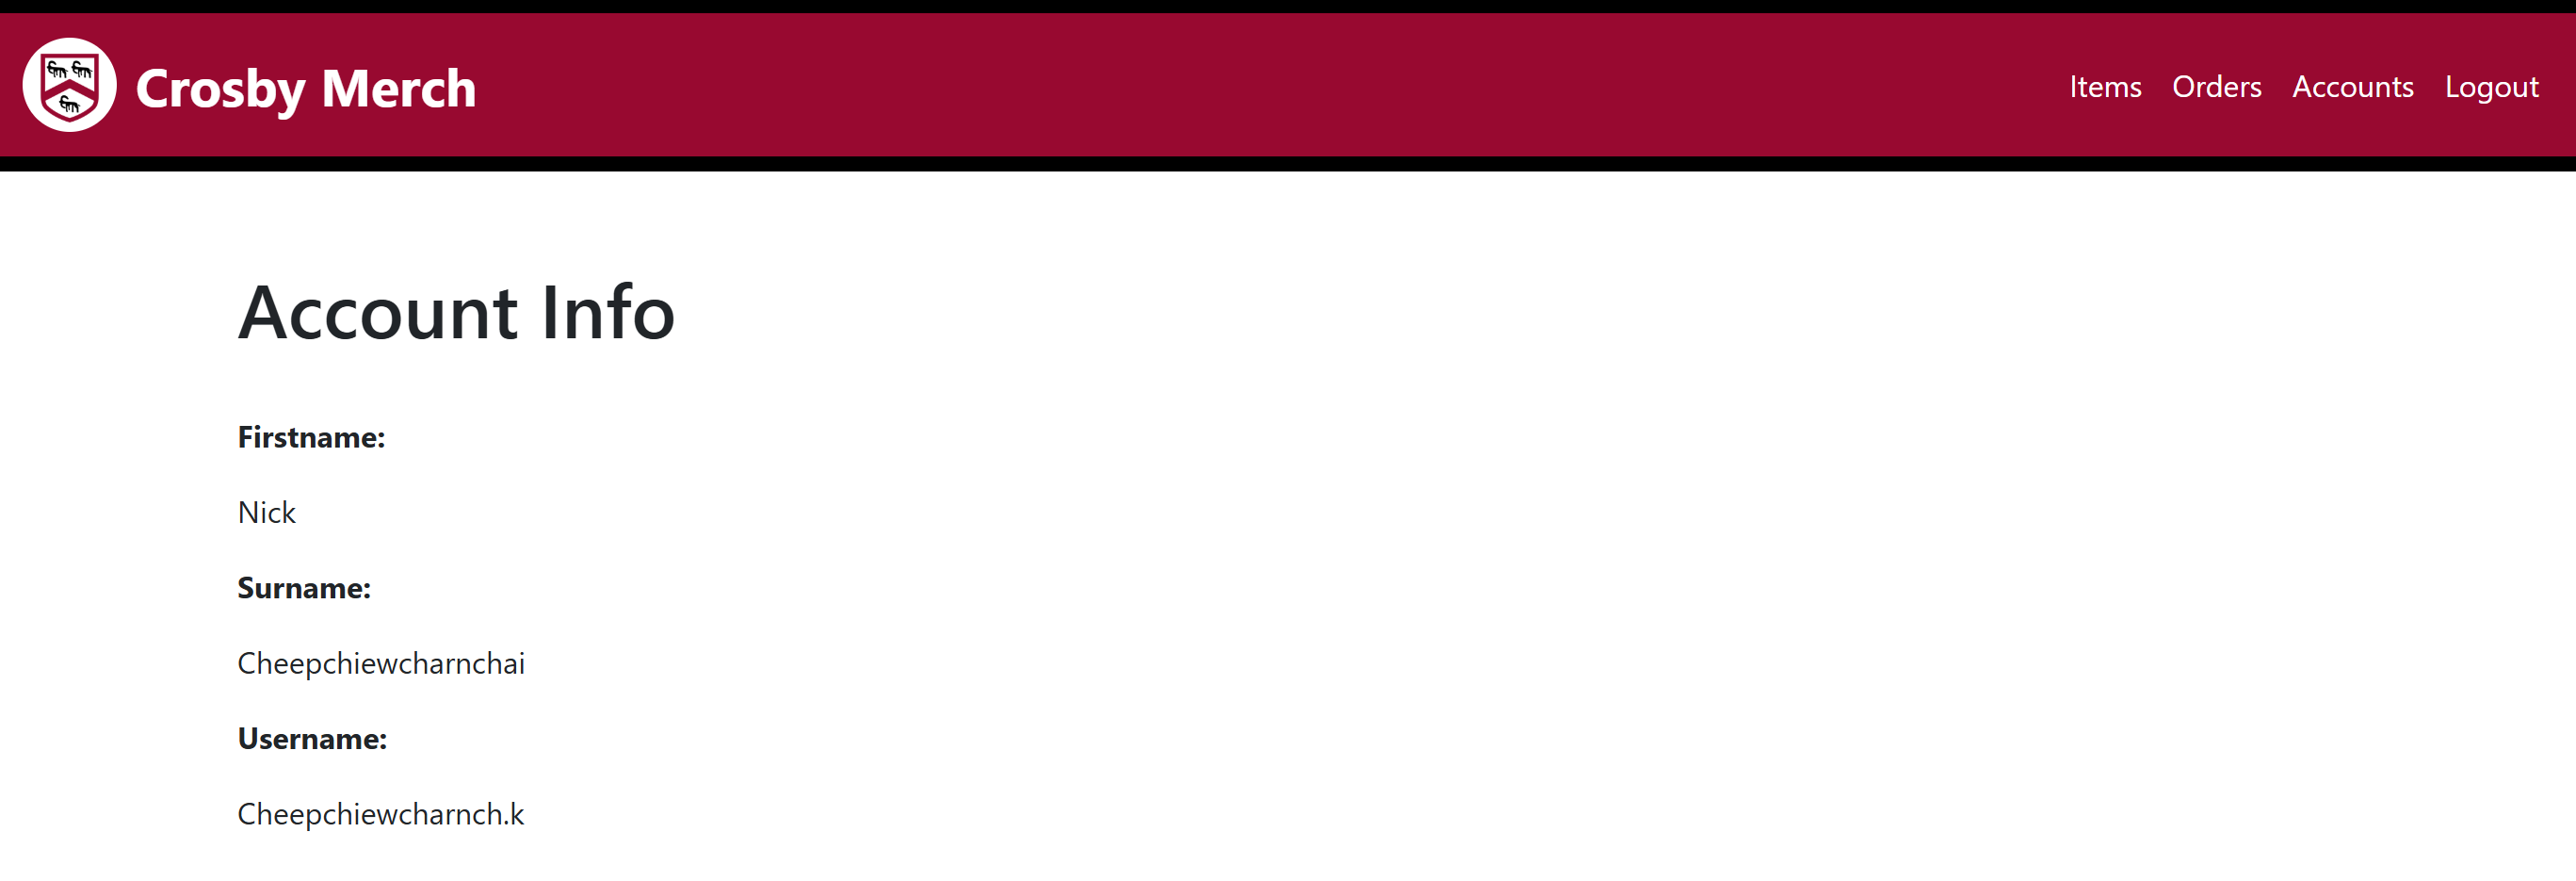 Crosby Merch
Items Orders Accounts Logout
Account Info
Firstname:
Nick
Surname:
Cheepchiewcharnchai
Username:
Cheepchiewcharnch.k